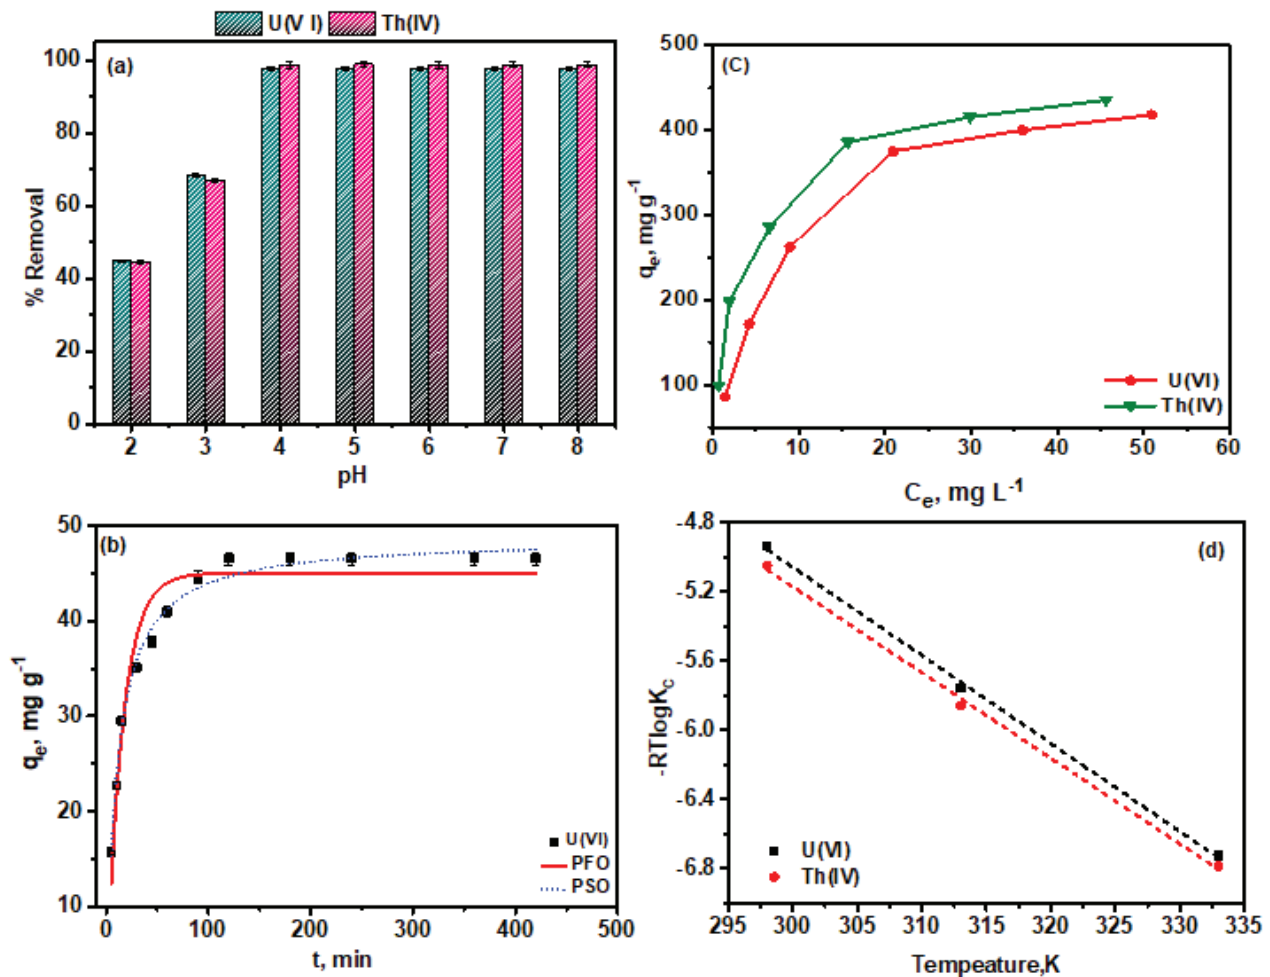 U(V I) Th(IV)
(a)
% Removal
100
80
60
40
20
0
2 3 4 5 6 7 8
pH
(C)
qe, mg g-1
500
400
300
200
100
U(VI)
Th(IV)
0 10 20 30 40 50 60
Ce, mg L-1
(b)
qe, mg g-1
50
40
30
20
10
U(VI)
PFO
PSO
0 100 200 300 400 500
t, min
(d)
-RTlogKC
-4.8
-5.2
-5.6
-6.0
-6.4
-6.8
U(VI)
Th(IV)
295 300 305 310 315 320 325 330 335
Tempeature,K